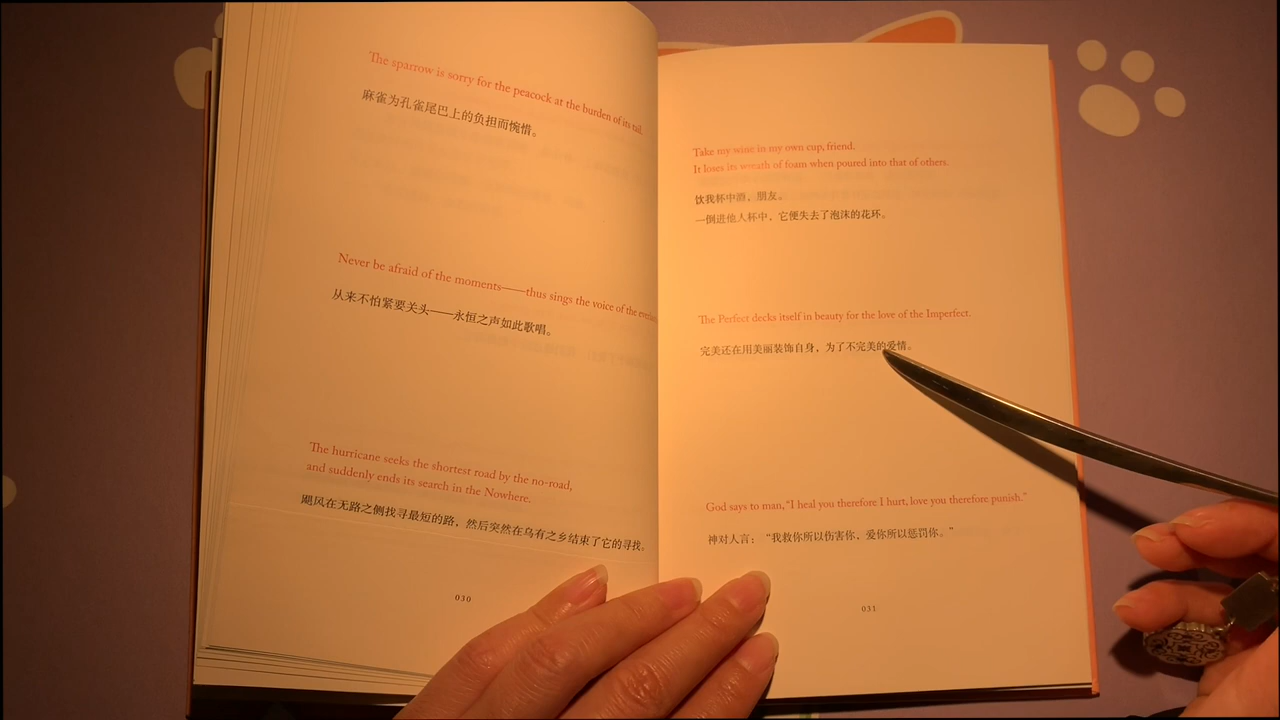 The sparrow is sorry for the peacock at the burden of its tail.
麻雀为孔雀尾巴上的负担而惋惜。
Never be afraid of the moments——thus sings the voice of the
从来不怕紧要关头——永恒之声如此歌唱。
The hurricane seeks the shortest road by the no-road,
and suddenly ends its search in the Nowhere.
飓风在无路之侧找寻最短的路，然后突然在乌有之乡结束了它的寻找。
030
Take my wine in my own cup, friend.
It loses its wreath of foam when poured into that of others.
饮我杯中酒，朋友。
一倒进他人杯中，它便失去了泡沫的花环。
The Perfect decks itself in beauty for the love of the Imperfect.
完美还在用美丽装饰自身，为了不完美的爱情。
God says to man, “I heal you therefore I hurt, love you therefore punish.”
神对人言：“我救你所以伤害你，爱你所以惩罚你。”
031